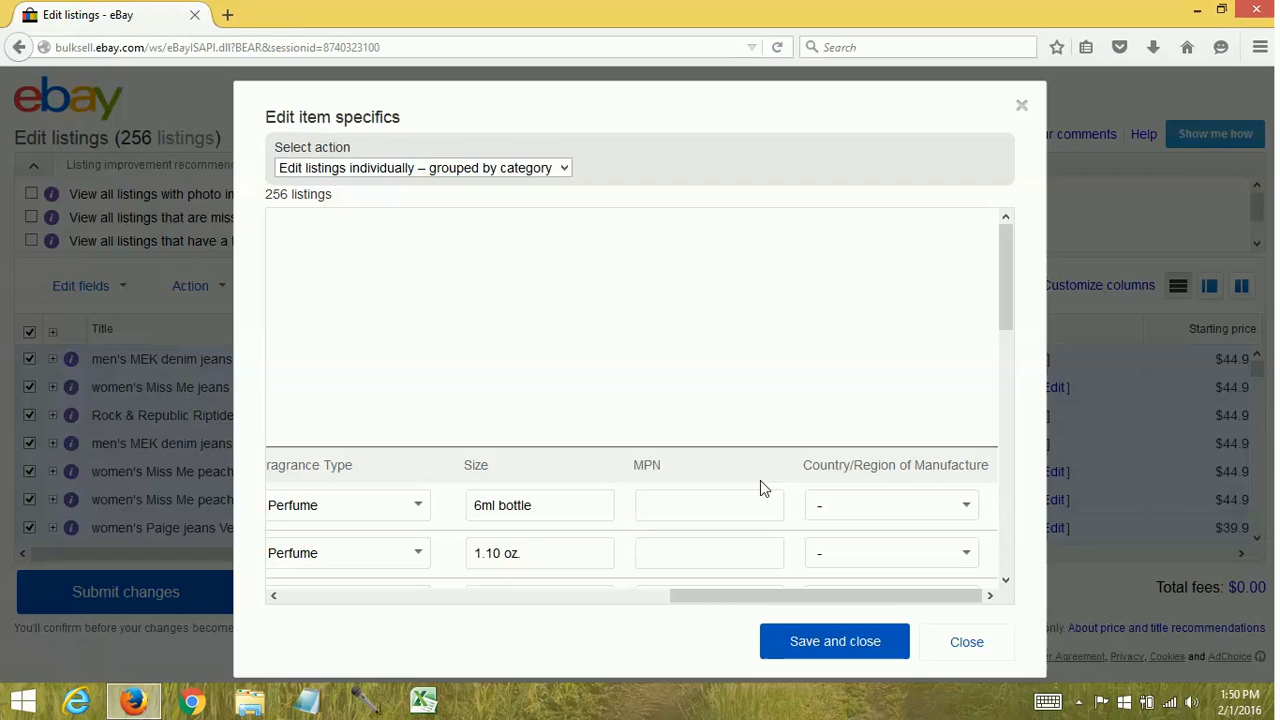 Edit listings - eBay
bulksell.ebay.com/ws/eBayISAPI.dll?BEAR&sessionid=8740323100
Search
ebay
Edit listings (256 listings)
ur comments
Help
Show me how
Listing improvement recommen
View all listings with photo in
View all listings that are miss
View all listings that have a
Edit fields
Action
Customize columns
Title
Starting price
men's MEK denim jeans
] $44.9
women's Miss Me jeans
Edit] $44.9
Rock & Republic Riptide
] $44.9
men's MEK denim jeans
] $44.9
women's Miss Me peach
Edit] $44.9
women's Miss Me peach
Edit] $44.9
women's Paige jeans Ve
Edit] $39.9
Submit changes
Total fees: $0.00
You'll confirm before your changes become
only. About price and title recommendations
er Agreement, Privacy, Cookies and AdChoice
Edit item specifics
Select action
Edit listings individually – grouped by category
256 listings
ragrance Type
Size
MPN
Country/Region of Manufacture
Perfume
6ml bottle
-
Perfume
1.10 oz.
-
Save and close
Close
1:50 PM
2/1/2016